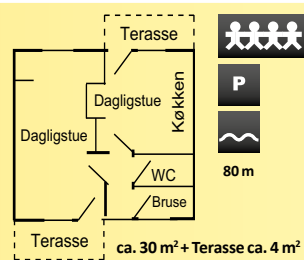 Terasse
P
Dagligstue
Køkken
Dagligstue
80 m
WC
Bruse
Terasse
ca. 30 m² + Terasse ca. 4 m²